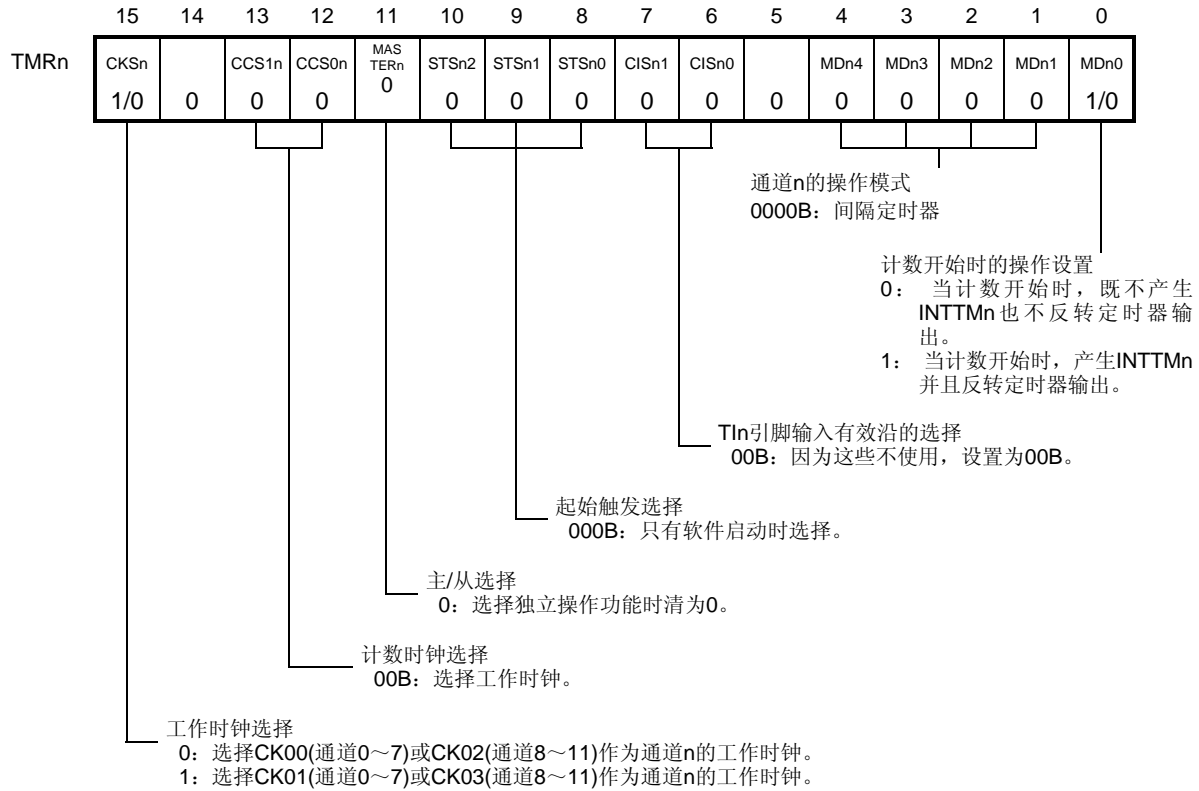 15 14 13 12 11 10 9 8 7 6 5 4 3 2 1 0
TMRn
CKSn CCS1n CCS0n MAS TERn STSn2 STSn1 STSn0 CISn1 CISn0 MDn4 MDn3 MDn2 MDn1 MDn0
1/0 0 0 0 0 0 0 0 0 0 0 0 0 0 0 1/0
通道n的操作模式
0000B：间隔定时器
计数开始时的操作设置
0： 当计数开始时，既不产生
INTTMn也不反转定时器输
出。
1： 当计数开始时，产生INTTMn
并且反转定时器输出。
TIn引脚输入有效沿的选择
00B：因为这些不使用，设置为00B。
起始触发选择
000B：只有软件启动时选择。
主/从选择
0：选择独立操作功能时清为0。
计数时钟选择
00B：选择工作时钟。
工作时钟选择
0：选择CK00(通道0～7)或CK02(通道8～11)作为通道n的工作时钟。
1：选择CK01(通道0～7)或CK03(通道8～11)作为通道n的工作时钟。